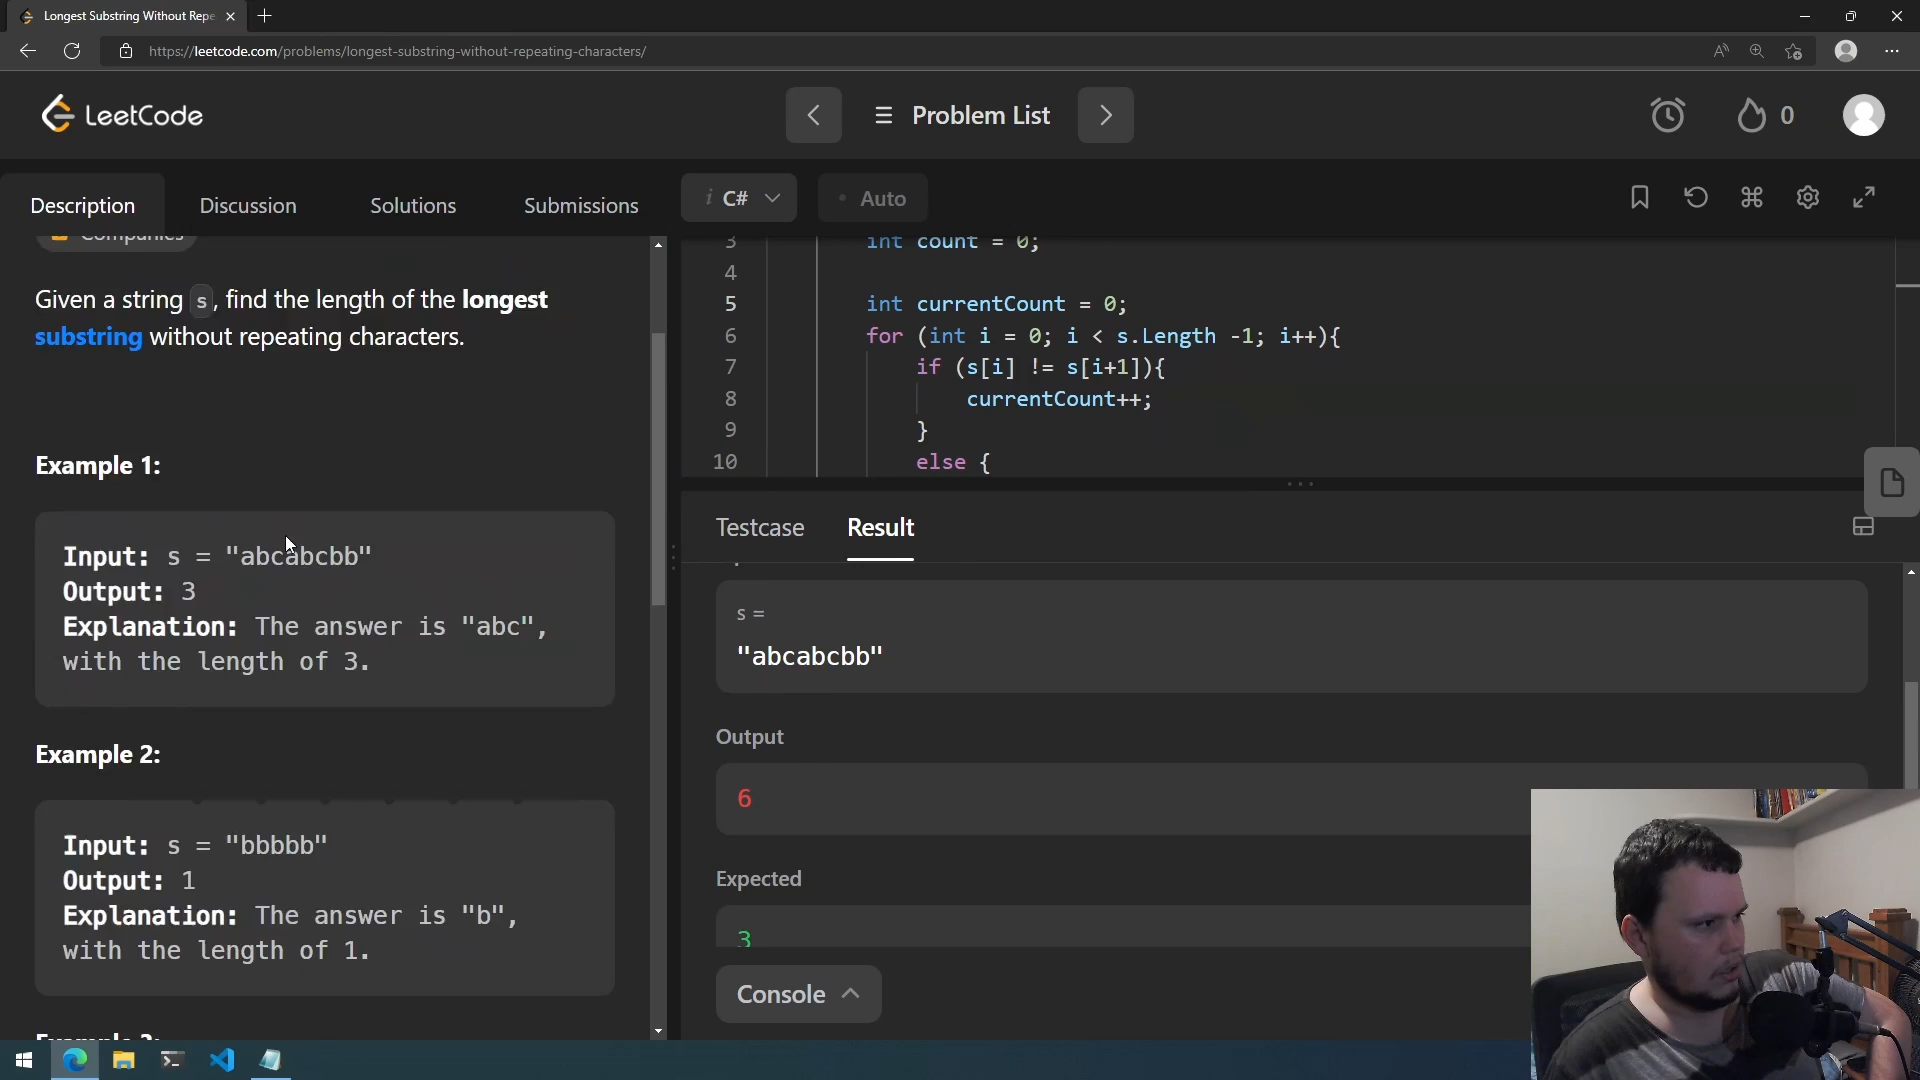 Longest Substring Without Repe
https://leetcode.com/problems/longest-substring-without-repeating-characters/
LeetCode
Problem List
0
Description
Discussion
Solutions
Submissions
i C#
Auto
Companies
Given a string s, find the length of the longest
substring without repeating characters.
Example 1:
Input: s = "abcabcbb"
Output: 3
Explanation: The answer is "abc",
with the length of 3.
Example 2:
Input: s = "bbbbb"
Output: 1
Explanation: The answer is "b",
with the length of 1.
3 int count = 0;
4
5 int currentCount = 0;
6 for (int i = 0; i < s.Length -1; i++){
7 if (s[i] != s[i+1]){
8 currentCount++;
9 }
10 else {
Testcase
Result
s =
"abcabcbb"
Output
6
Expected
3
Console